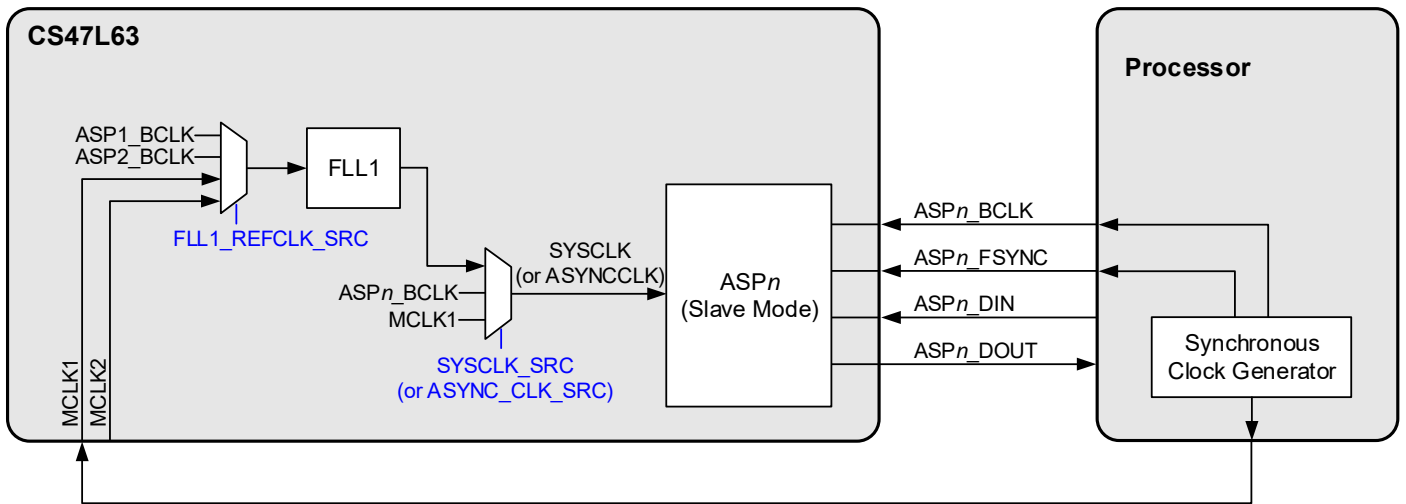 CS47L63
Processor
ASP1_BCLK
ASP2_BCLK
FLL1
FLL1_REFCLK_SRC
SYSCLK
(or ASYNCCLK)
ASPn_BCLK
MCLK1
SYSCLK_SRC
(or ASYNC_CLK_SRC)
MCLK1
MCLK2
ASPn
(Slave Mode)
ASPn_BCLK
ASPn_FSYNC
ASPn_DIN
ASPn_DOUT
Synchronous
Clock Generator